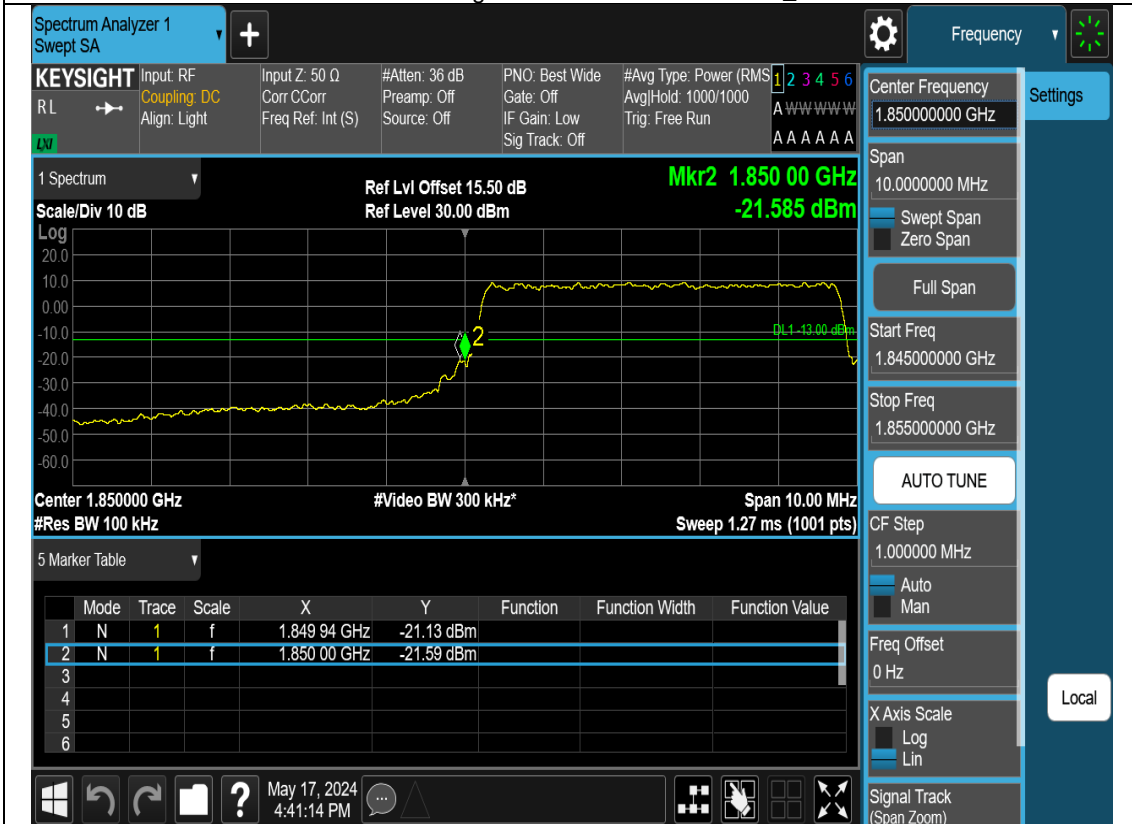 Spectrum Analyzer 1
Swept SA
+
Frequency
KEYSIGHT
R L
LXI
Input: RF
Coupling: DC
Align: Light
Input Z: 50 Ω
Corr CCorr
Freq Ref: Int (S)
#Atten: 36 dB
Preamp: Off
Source: Off
PNO: Best Wide
Gate: Off
IF Gain: Low
Sig Track: Off
#Avg Type: Power (RMS
Avg|Hold: 1000/1000
Trig: Free Run
1 2 3 4 5 6
A W W W W W
A A A A A A
Center Frequency
1.850000000 GHz
Settings
1 Spectrum
Ref Lvl Offset 15.50 dB
Mkr2 1.850 00 GHz
Scale/Div 10 dB
Ref Level 30.00 dBm
-21.585 dBm
Log
20.0
10.0
0.00
-10.0
-20.0
-30.0
-40.0
-50.0
-60.0
2
DL1 -13.00 dBm
Center 1.850000 GHz
#Video BW 300 kHz*
Span 10.00 MHz
#Res BW 100 kHz
Sweep 1.27 ms (1001 pts)
Span
10.0000000 MHz
Swept Span
Zero Span
Full Span
Start Freq
1.845000000 GHz
Stop Freq
1.855000000 GHz
AUTO TUNE
CF Step
1.000000 MHz
Auto
Man
Freq Offset
0 Hz
X Axis Scale
Log
Lin
Signal Track
(Span Zoom)
Local
5 Marker Table
Mode Trace Scale X Y Function Function Width Function Value
1 N 1 f 1.849 94 GHz -21.13 dBm
2 N 1 f 1.850 00 GHz -21.59 dBm
3
4
5
6
?
May 17, 2024
4:41:14 PM